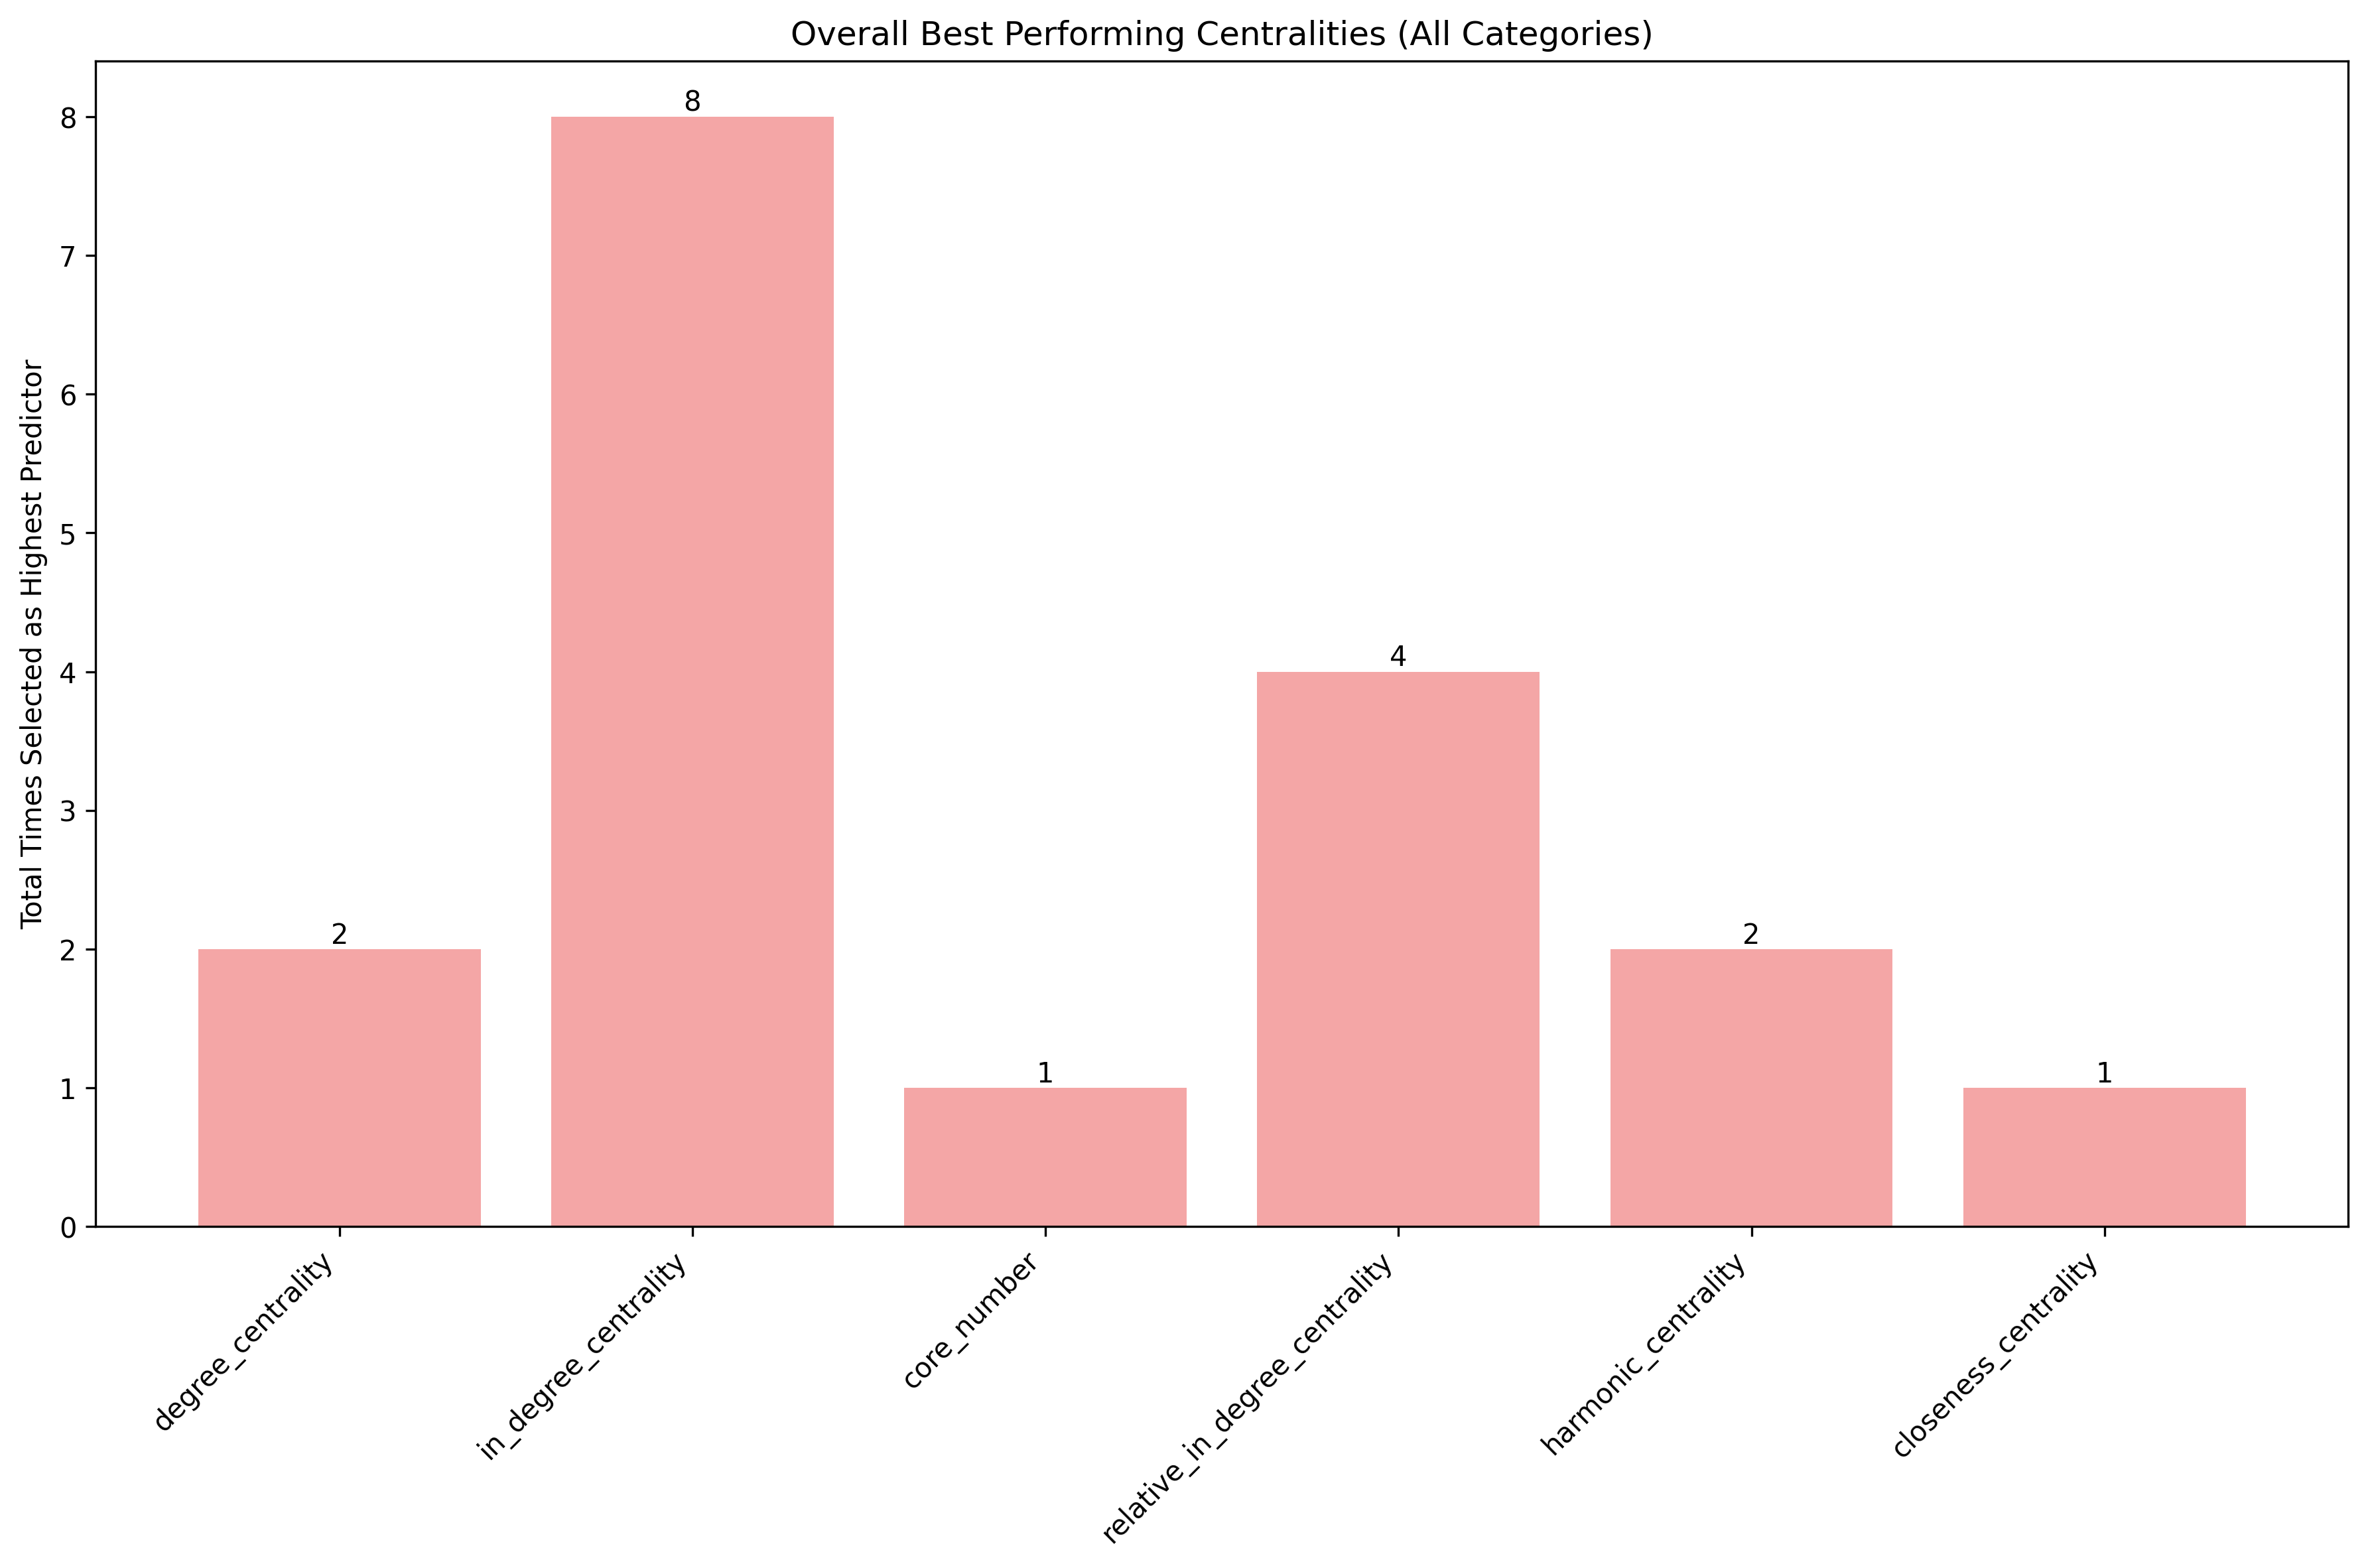 Overall Best Performing Centralities (All Categories)
Total Times Selected as Highest Predictor
8
7
6
5
4
3
2
1
0
2
8
1
4
2
1
degree_centrality
in_degree_centrality
core_number
relative_in_degree_centrality
harmonic_centrality
closeness_centrality